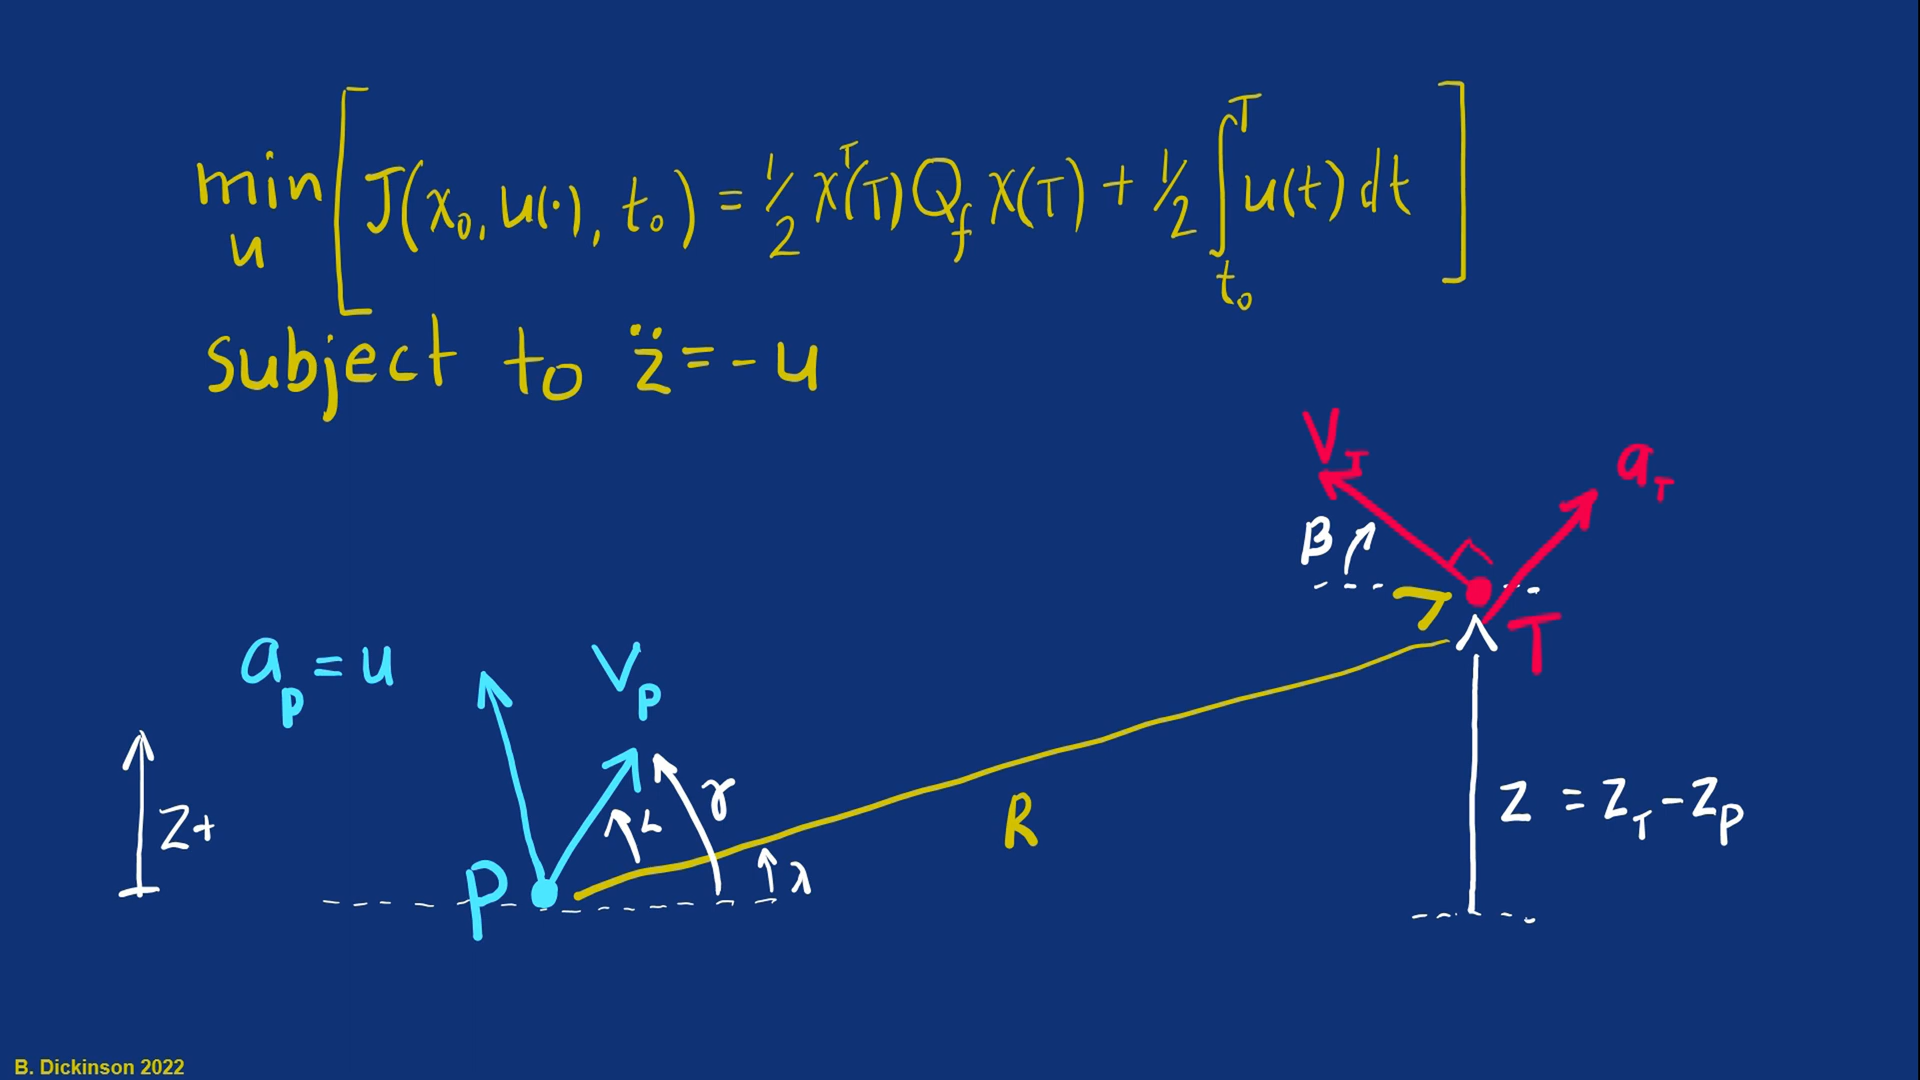 min u [ J(x₀, u(·), t₀) = 1/2 xᵀ(T) Q_f x(T) + 1/2 ∫_{t₀}^{T} u(t) dt ]
subject to z̈ = -u
V_I
a_T
β
T
a_p = u
V_p
γ
L
z+
R
λ
z = z_T - z_p
P
B. Dickinson 2022